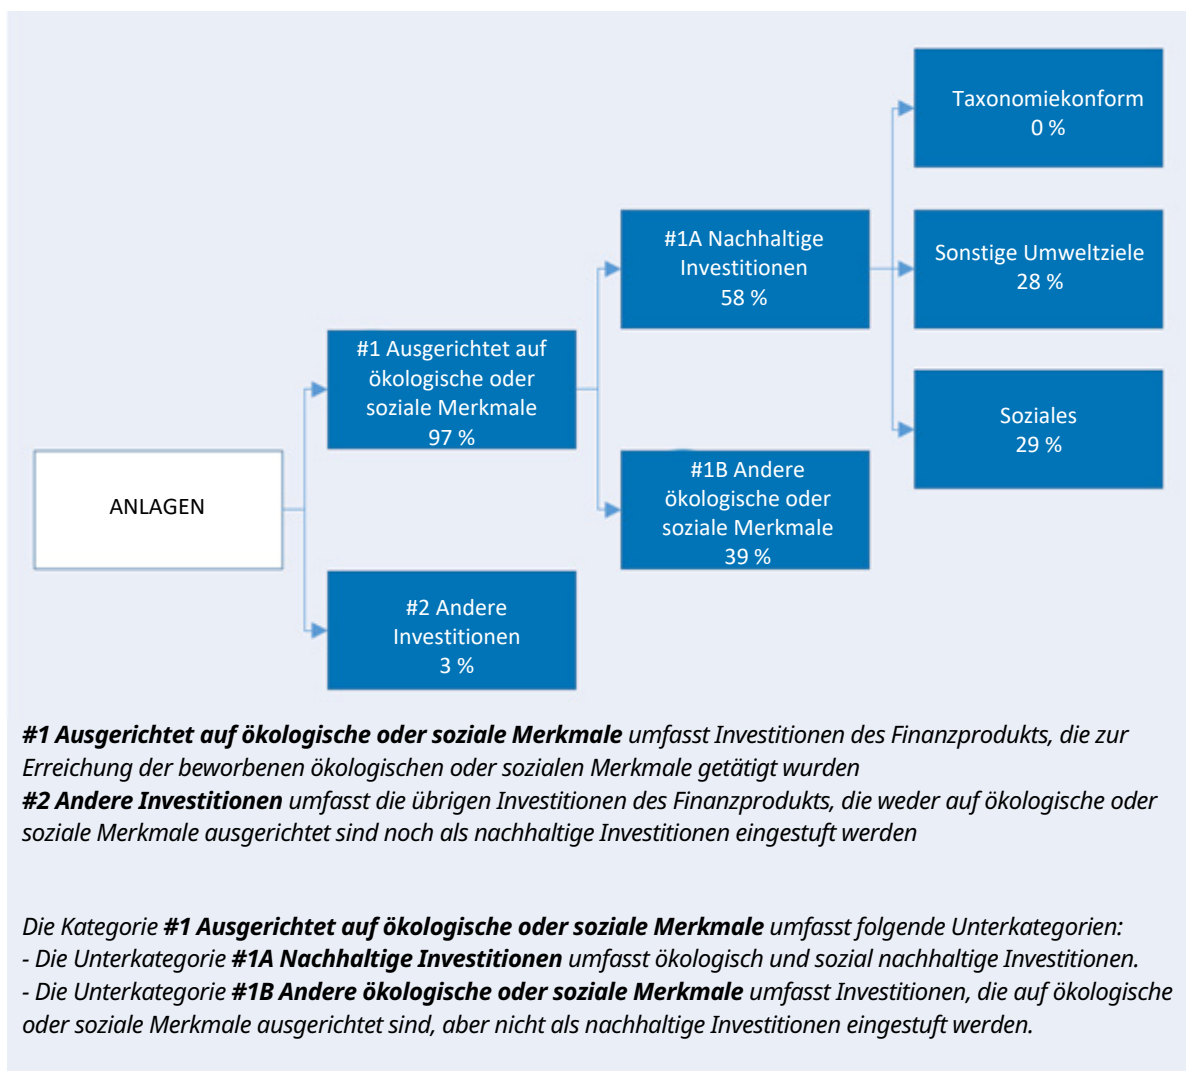 Taxonomiekonform
0 %
#1A Nachhaltige
Investitionen
58 %
Sonstige Umweltziele
28 %
#1 Ausgerichtet auf
ökologische oder
soziale Merkmale
97 %
Soziales
29 %
#1B Andere
ökologische oder
soziale Merkmale
39 %
ANLAGEN
#2 Andere
Investitionen
3 %
#1 Ausgerichtet auf ökologische oder soziale Merkmale umfasst Investitionen des Finanzprodukts, die zur
Erreichung der beworbenen ökologischen oder sozialen Merkmale getätigt wurden
#2 Andere Investitionen umfasst die übrigen Investitionen des Finanzprodukts, die weder auf ökologische oder
soziale Merkmale ausgerichtet sind noch als nachhaltige Investitionen eingestuft werden
Die Kategorie #1 Ausgerichtet auf ökologische oder soziale Merkmale umfasst folgende Unterkategorien:
- Die Unterkategorie #1A Nachhaltige Investitionen umfasst ökologisch und sozial nachhaltige Investitionen.
- Die Unterkategorie #1B Andere ökologische oder soziale Merkmale umfasst Investitionen, die auf ökologische
oder soziale Merkmale ausgerichtet sind, aber nicht als nachhaltige Investitionen eingestuft werden.